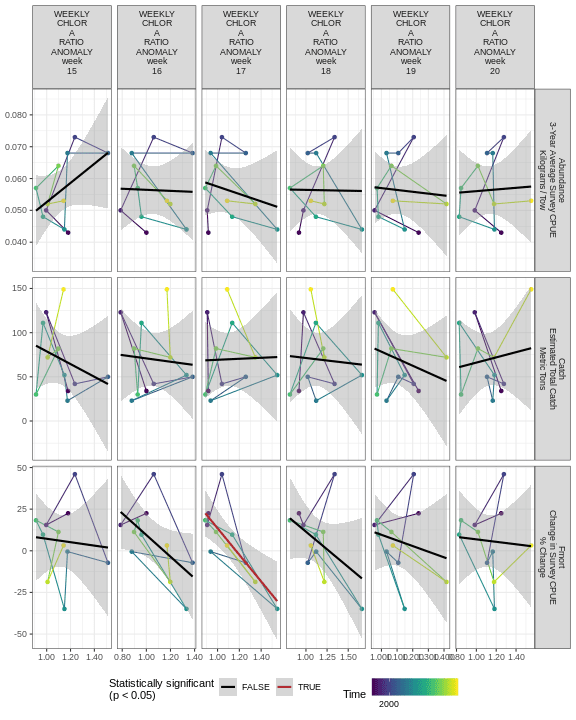 WEEKLY
CHLOR
A
RATIO
ANOMALY
week
15
WEEKLY
CHLOR
A
RATIO
ANOMALY
week
16
WEEKLY
CHLOR
A
RATIO
ANOMALY
week
17
WEEKLY
CHLOR
A
RATIO
ANOMALY
week
18
WEEKLY
CHLOR
A
RATIO
ANOMALY
week
19
WEEKLY
CHLOR
A
RATIO
ANOMALY
week
20
0.080
0.070
0.060
0.050
0.040
Abundance
3-Year Average Survey CPUE
Kilograms / Tow
150
100
50
0
Catch
Estimated Total Catch
Metric Tons
50
25
0
-25
-50
Fmort
Change in Survey CPUE
% Change
1.00 1.20 1.40
0.80 1.00 1.20 1.40
1.00 1.25 1.50
1.00 1.25 1.50
1.00
0.80 1.00 1.20 1.40
Statistically significant
(p < 0.05)
FALSE
TRUE
Time
2000